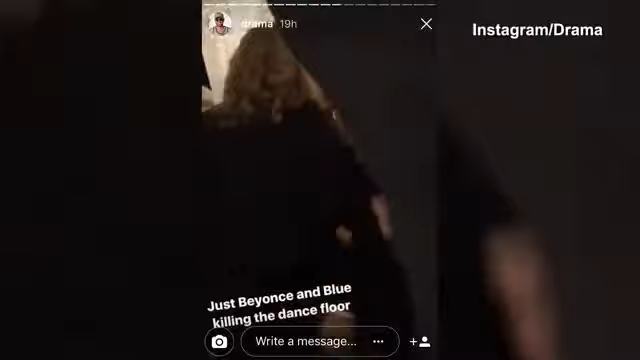 drama 19h
Instagram/Drama
Just Beyonce and Blue
killing the dance floor
Write a message...